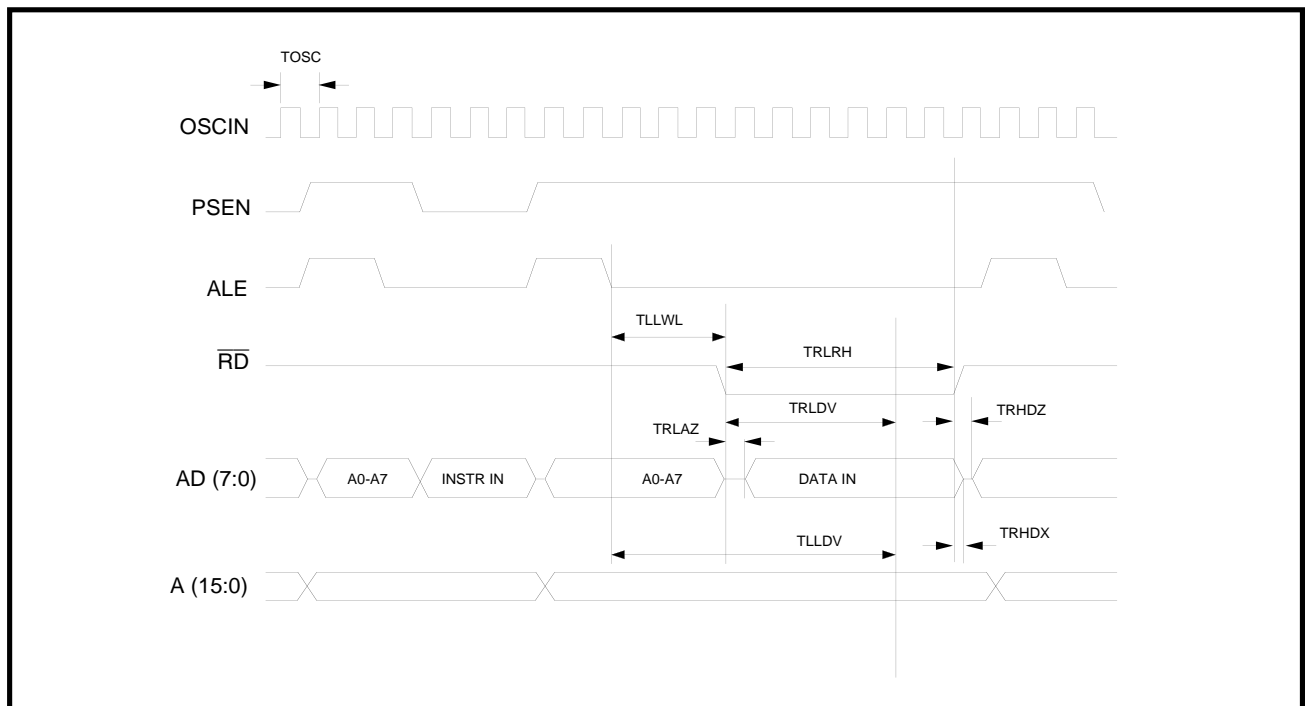 TOSC
OSCIN
PSEN
ALE
TLLWL
RD
TRLRH
TRLDV
TRHDZ
TRLAZ
AD (7:0)
A0-A7
INSTR IN
A0-A7
DATA IN
TRHDX
TLLDV
A (15:0)